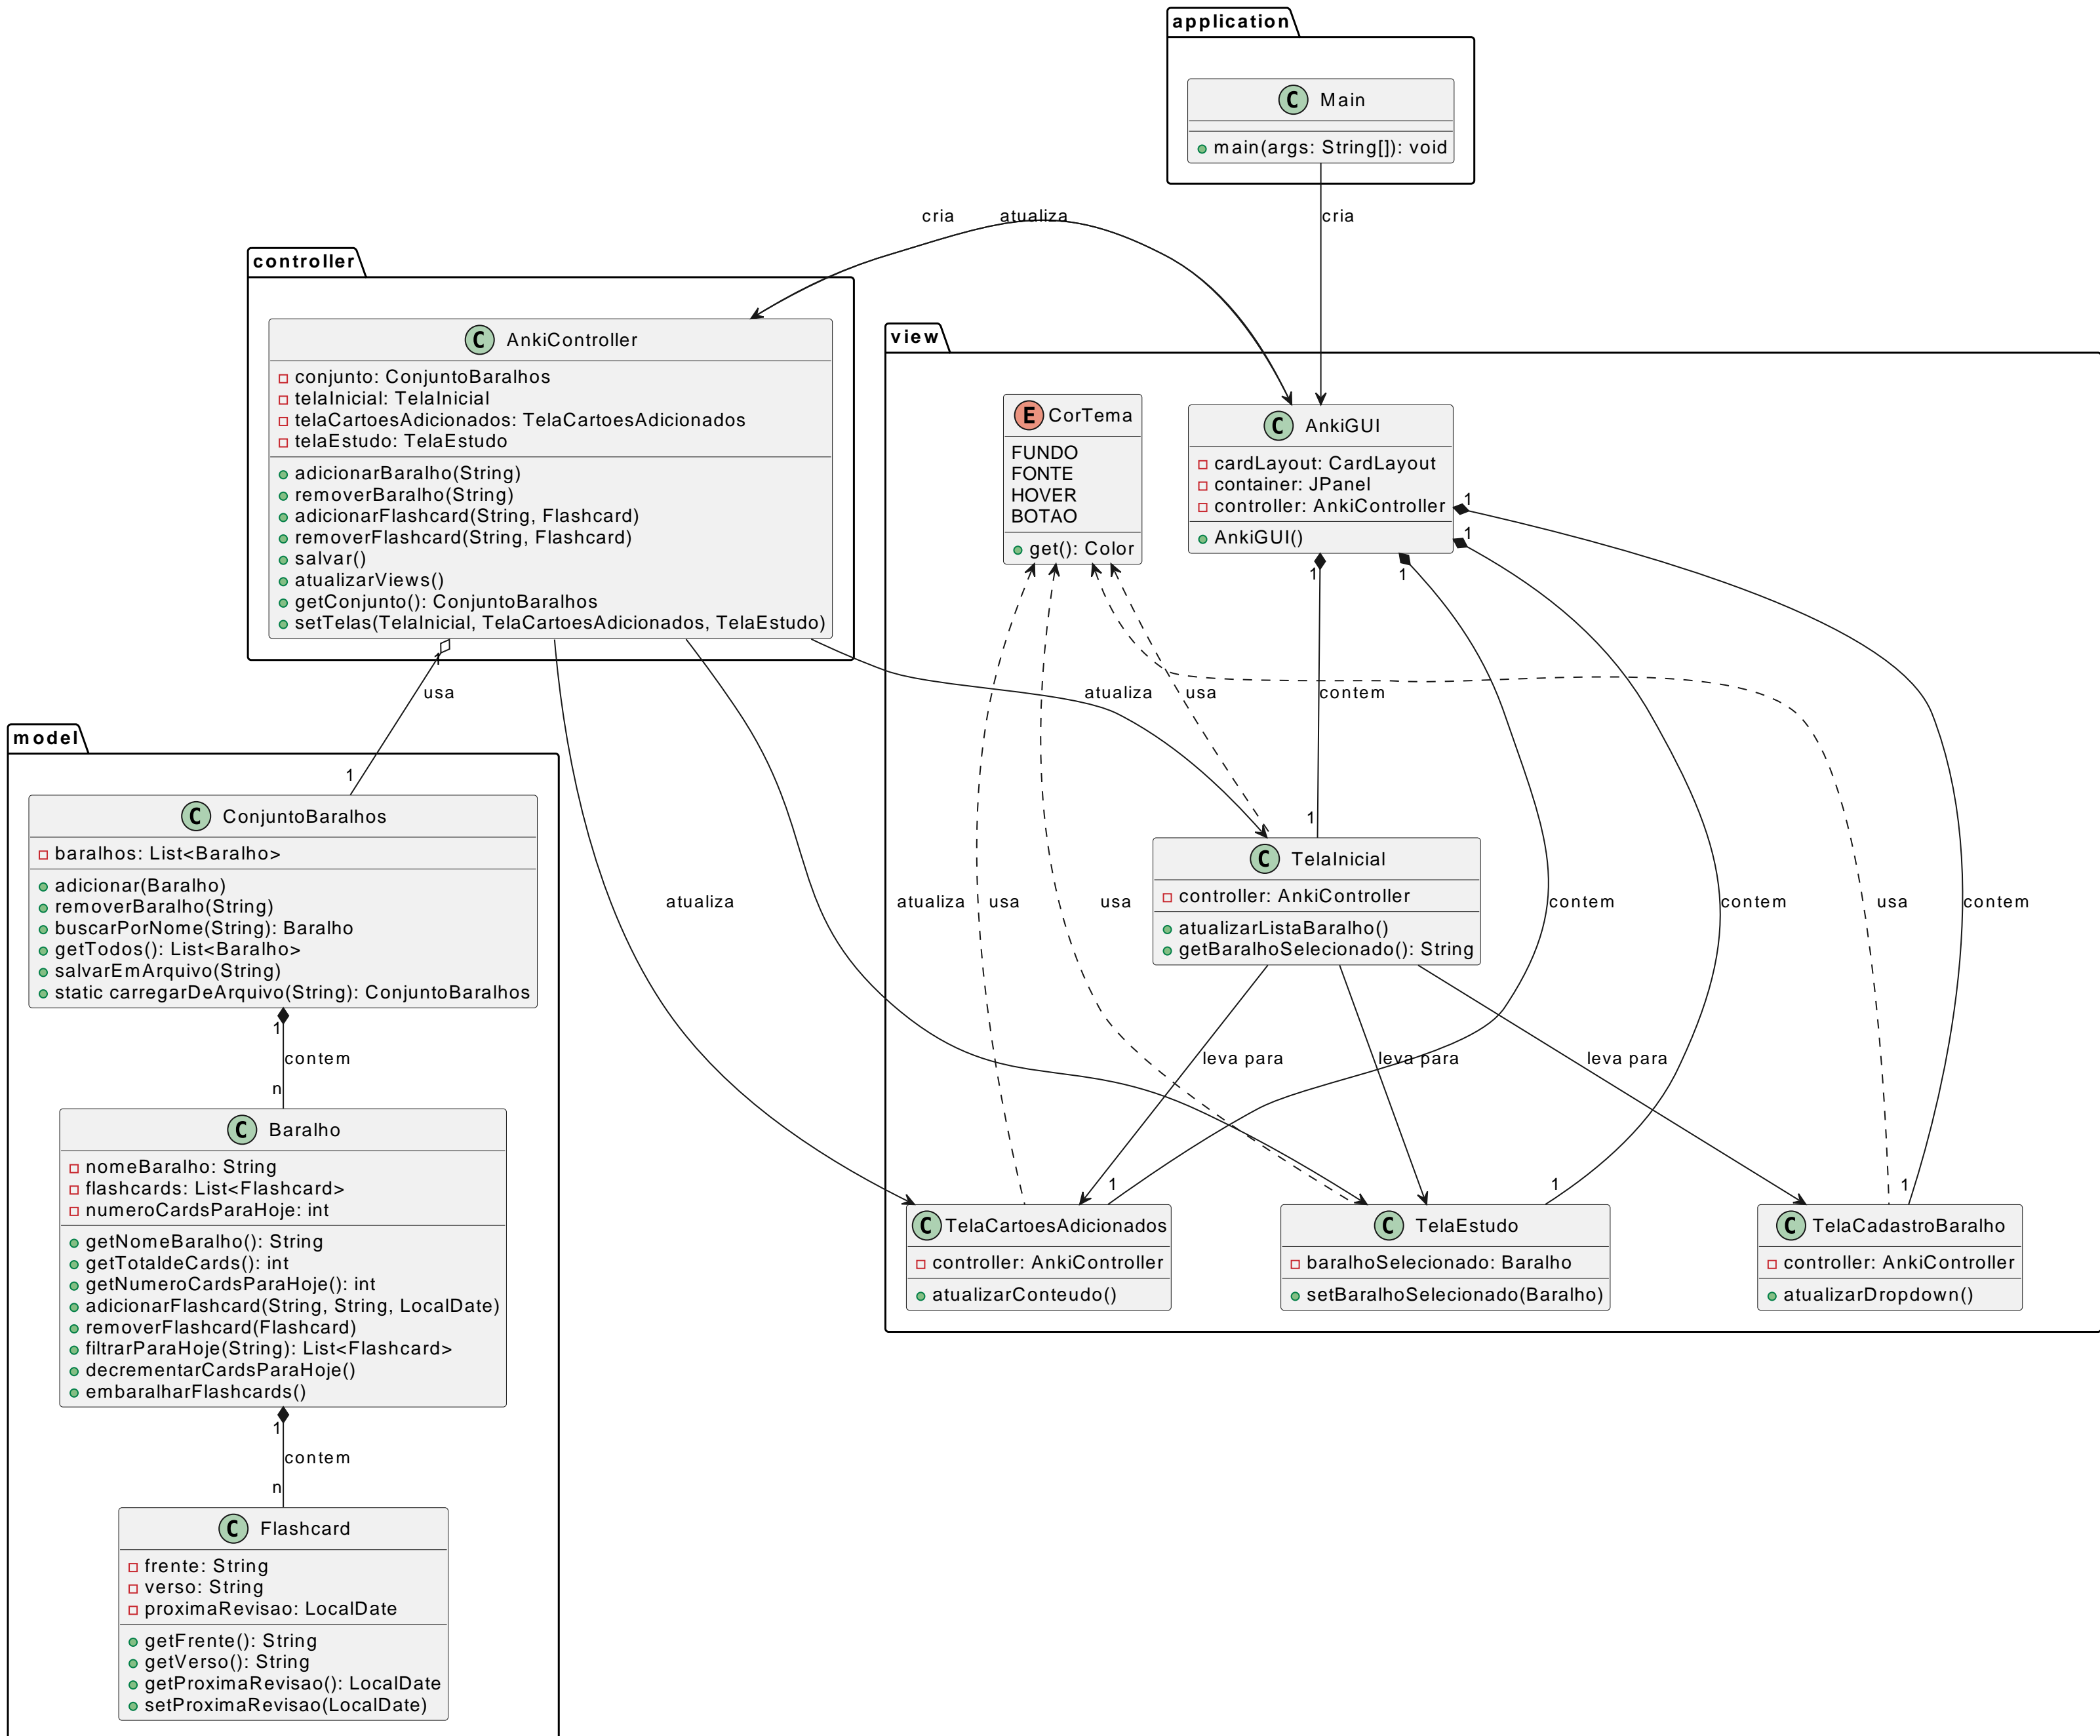 application
C Main
main(args: String[]): void
cria
atualiza
cria
controller
C AnkiController
conjunto: ConjuntoBaralhos
telaInicial: TelaInicial
telaCartoesAdicionados: TelaCartoesAdicionados
telaEstudo: TelaEstudo
adicionarBaralho(String)
removerBaralho(String)
adicionarFlashcard(String, Flashcard)
removerFlashcard(String, Flashcard)
salvar()
atualizarViews()
getConjunto(): ConjuntoBaralhos
setTelas(TelaInicial, TelaCartoesAdicionados, TelaEstudo)
view
E CorTema
FUNDO
FONTE
HOVER
BOTAO
get(): Color
C AnkiGUI
cardLayout: CardLayout
container: JPanel
controller: AnkiController
AnkiGUI()
1
1
1
1
1
usa
atualiza
usa
contem
1
1
model
C ConjuntoBaralhos
baralhos: List<Baralho>
adicionar(Baralho)
removerBaralho(String)
buscarPorNome(String): Baralho
getTodos(): List<Baralho>
salvarEmArquivo(String)
static carregarDeArquivo(String): ConjuntoBaralhos
C TelaInicial
controller: AnkiController
atualizarListaBaralho()
getBaralhoSelecionado(): String
atualiza
atualiza
usa
usa
contem
contem
usa
contem
1
contem
n
leva para
leva para
leva para
C Baralho
nomeBaralho: String
flashcards: List<Flashcard>
numeroCardsParaHoje: int
getNomeBaralho(): String
getTotaldeCards(): int
getNumeroCardsParaHoje(): int
adicionarFlashcard(String, String, LocalDate)
removerFlashcard(Flashcard)
filtrarParaHoje(String): List<Flashcard>
decrementarCardsParaHoje()
embaralharFlashcards()
1
1
1
C TelaCartoesAdicionados
controller: AnkiController
atualizarConteudo()
C TelaEstudo
baralhoSelecionado: Baralho
setBaralhoSelecionado(Baralho)
C TelaCadastroBaralho
controller: AnkiController
atualizarDropdown()
1
contem
n
C Flashcard
frente: String
verso: String
proximaRevisao: LocalDate
getFrente(): String
getVerso(): String
getProximaRevisao(): LocalDate
setProximaRevisao(LocalDate)